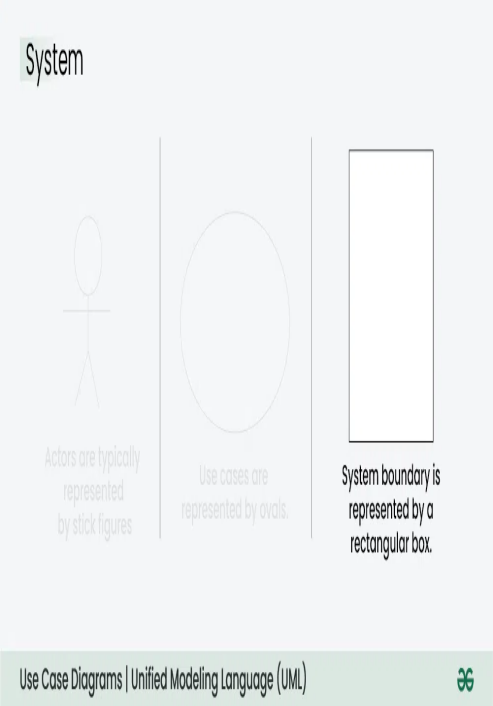 System
Actors are typically
represented
by stick figures
Use cases are
represented by ovals.
System boundary is
represented by a
rectangular box.
Use Case Diagrams | Unified Modeling Language (UML)